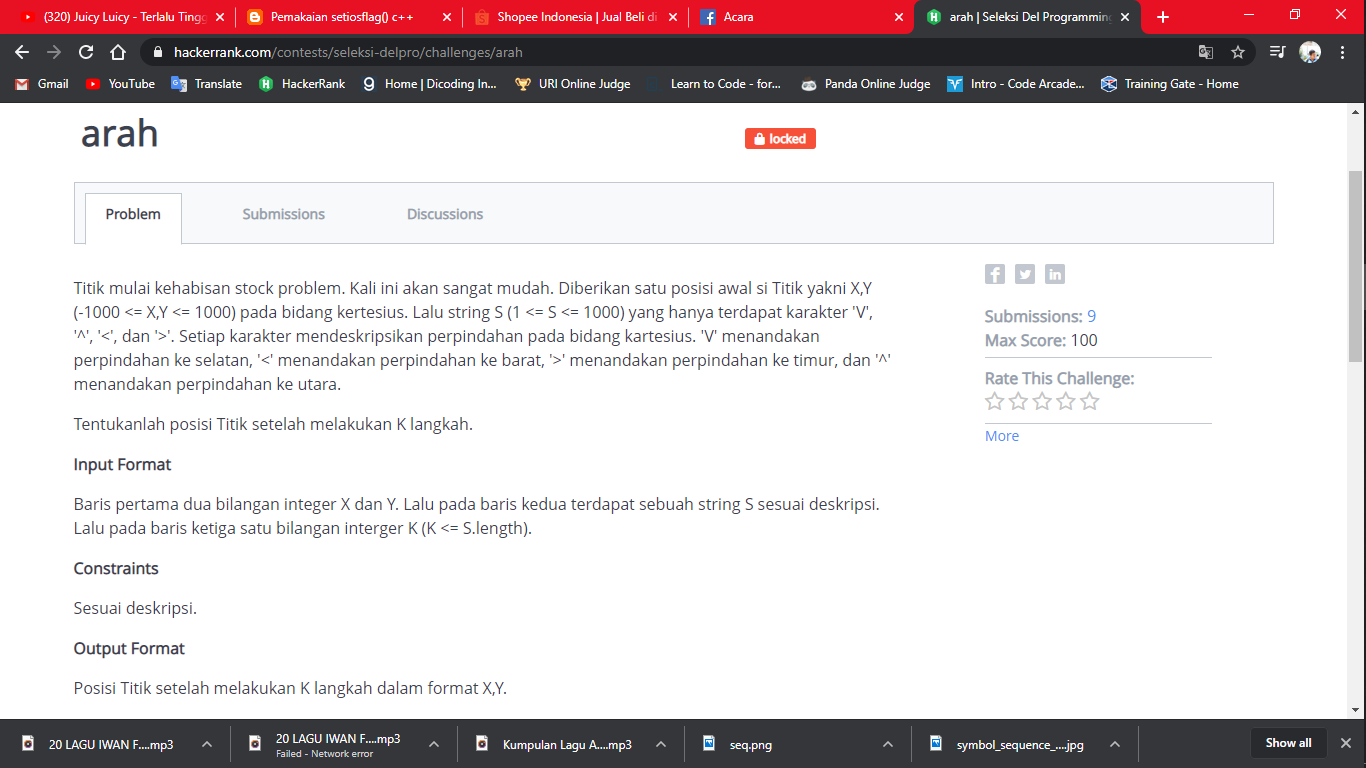 (320) Juicy Luicy - Terlalu Tingg
Pemakaian setiosflag() c++
Shopee Indonesia | Jual Beli di
Acara
arah | Seleksi Del Programming
hackerrank.com/contests/seleksi-delpro/challenges/arah
Gmail
YouTube
Translate
HackerRank
Home | Dicoding In...
URI Online Judge
Learn to Code - for...
Panda Online Judge
Intro - Code Arcade...
Training Gate - Home
arah
locked
Problem
Submissions
Discussions
Titik mulai kehabisan stock problem. Kali ini akan sangat mudah. Diberikan satu posisi awal si Titik yakni X,Y
(-1000 <= X,Y <= 1000) pada bidang kertesius. Lalu string S (1 <= S <= 1000) yang hanya terdapat karakter 'V',
'^', '<', dan '>'. Setiap karakter mendeskripsikan perpindahan pada bidang kartesius. 'V' menandakan
perpindahan ke selatan, '<' menandakan perpindahan ke barat, '>' menandakan perpindahan ke timur, dan '^'
menandakan perpindahan ke utara.
Tentukanlah posisi Titik setelah melakukan K langkah.
Input Format
Baris pertama dua bilangan integer X dan Y. Lalu pada baris kedua terdapat sebuah string S sesuai deskripsi.
Lalu pada baris ketiga satu bilangan interger K (K <= S.length).
Constraints
Sesuai deskripsi.
Output Format
Posisi Titik setelah melakukan K langkah dalam format X,Y.
Submissions: 9
Max Score: 100
Rate This Challenge:
More
20 LAGU IWAN F....mp3
20 LAGU IWAN F....mp3
Failed - Network error
Kumpulan Lagu A....mp3
seq.png
symbol_sequence_....jpg
Show all